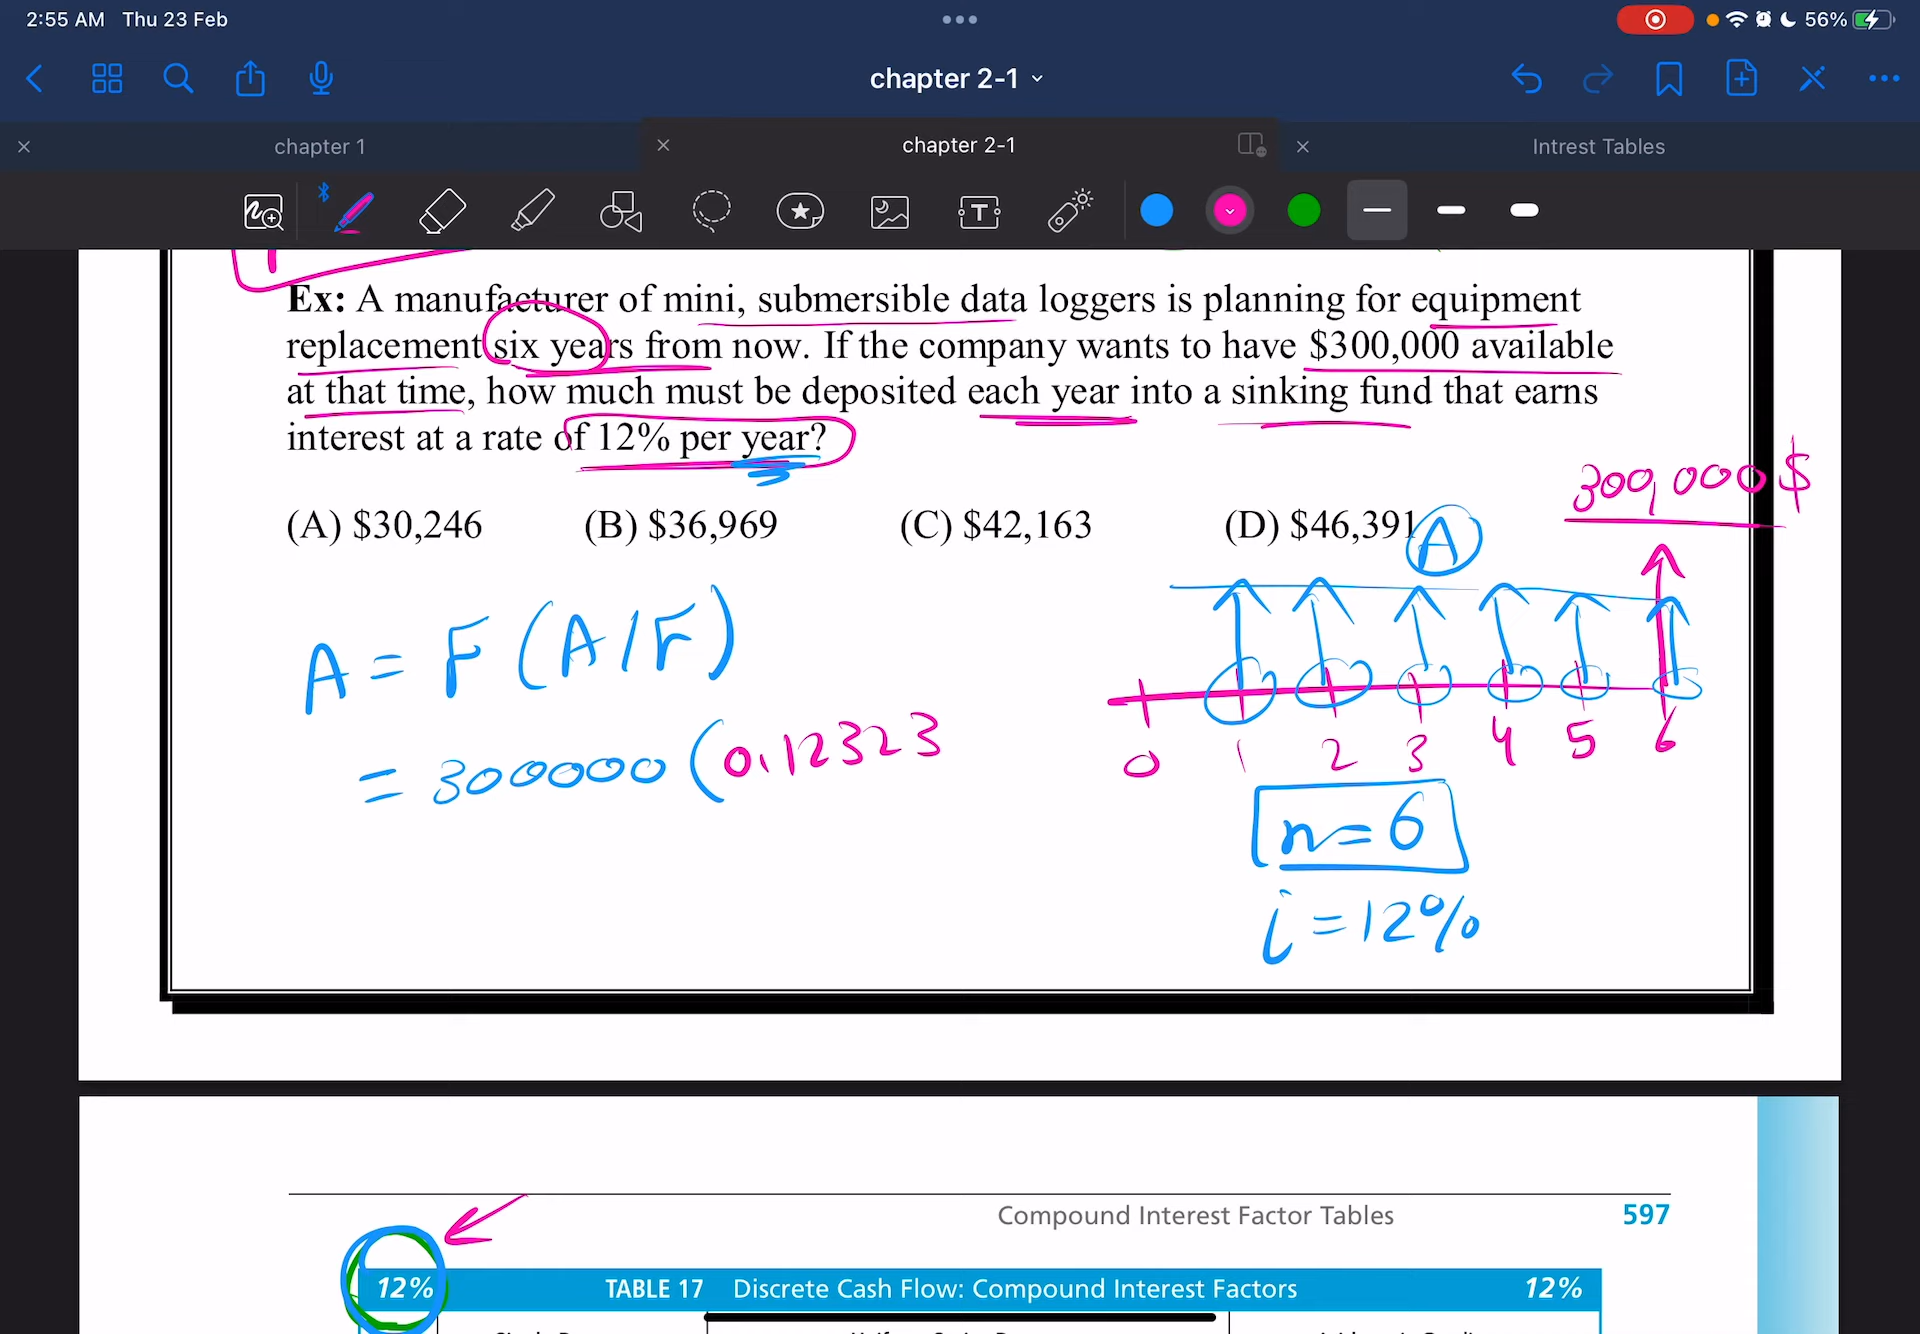 2:55 AM Thu 23 Feb
56%
chapter 2-1
chapter 1
chapter 2-1
Intrest Tables
Ex: A manufacturer of mini, submersible data loggers is planning for equipment
replacement six years from now. If the company wants to have $300,000 available
at that time, how much must be deposited each year into a sinking fund that earns
interest at a rate of 12% per year?
300,000$
(A) $30,246 (B) $36,969 (C) $42,163 (D) $46,391
A
A = F (A/F)
= 300000 (0.12323
0 1 2 3 4 5 6
n = 6
i = 12%
Compound Interest Factor Tables 597
12% TABLE 17 Discrete Cash Flow: Compound Interest Factors 12%